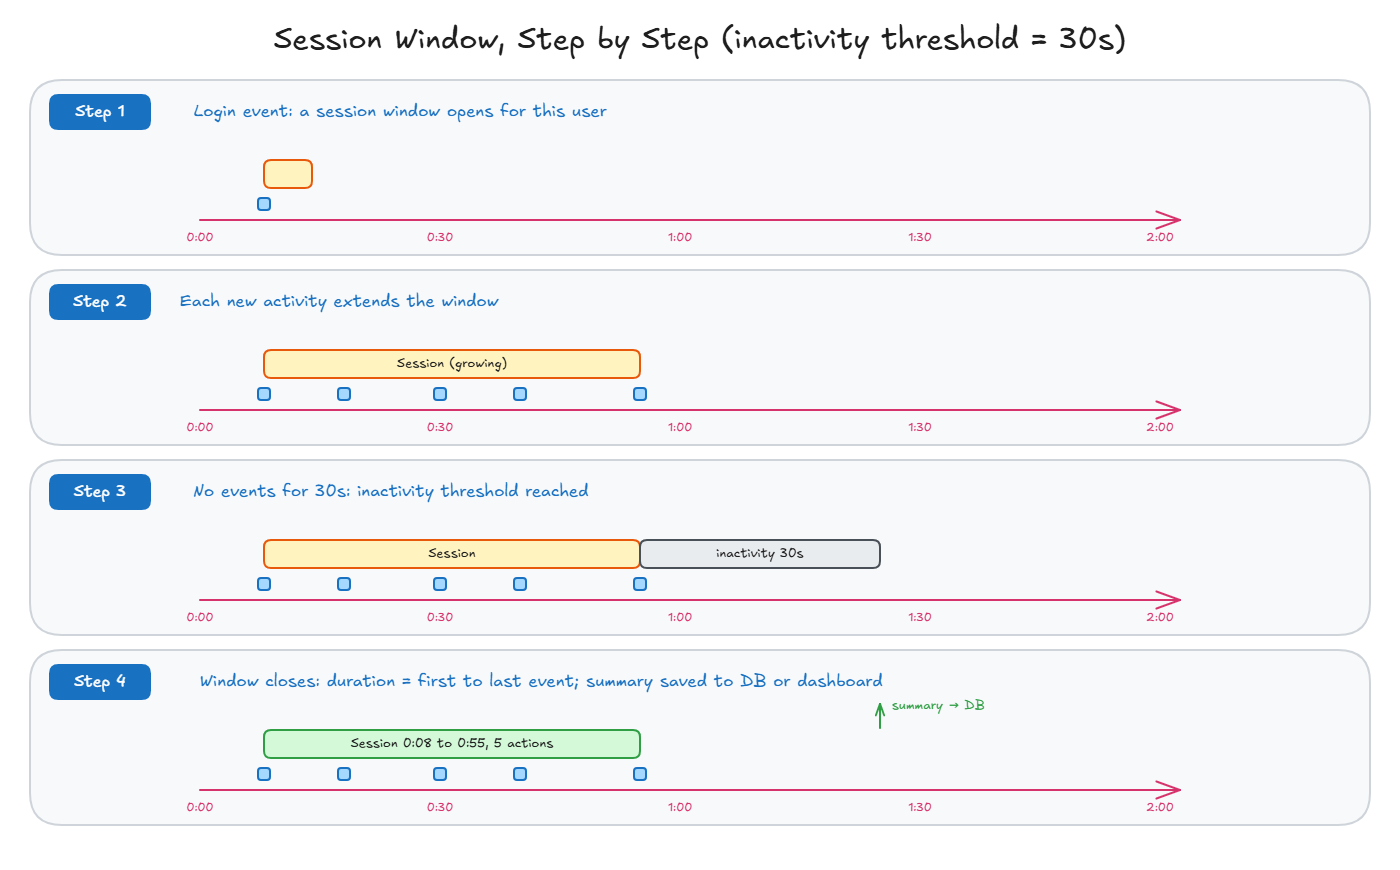 Session Window, Step by Step (inactivity threshold = 30s)
Step 1
Login event: a session window opens for this user
0:00
0:30
1:00
1:30
2:00
Step 2
Each new activity extends the window
Session (growing)
0:00
0:30
1:00
1:30
2:00
Step 3
No events for 30s: inactivity threshold reached
Session
inactivity 30s
0:00
0:30
1:00
1:30
2:00
Step 4
Window closes: duration = first to last event; summary saved to DB or dashboard
summary → DB
Session 0:08 to 0:55, 5 actions
0:00
0:30
1:00
1:30
2:00